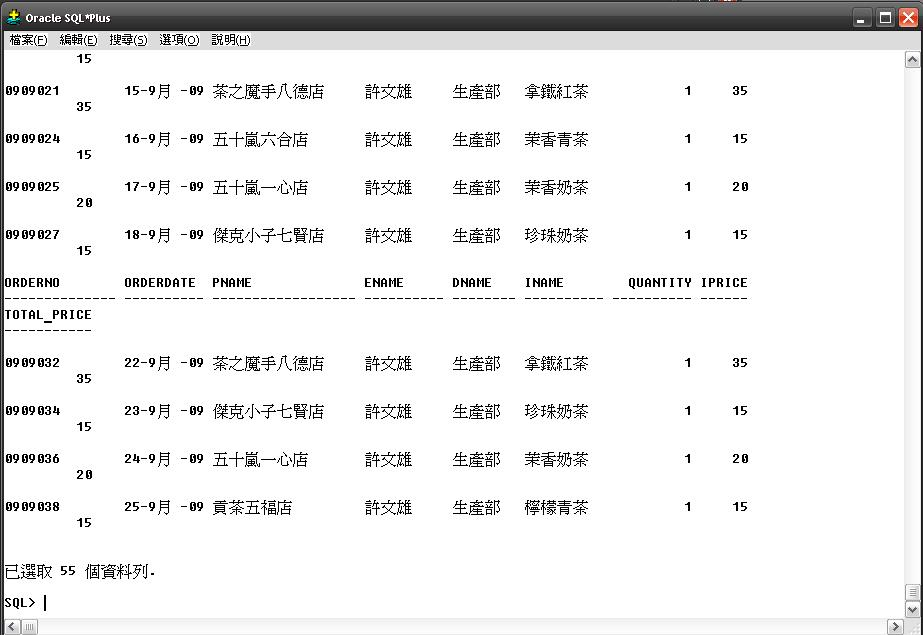 Oracle SQL*Plus
檔案(F) 編輯(E) 搜尋(S) 選項(O) 說明(H)
15
0909021 15-9月 -09 茶之魔手八德店 許文雄 生產部 拿鐵紅茶 1 35
35
0909024 16-9月 -09 五十嵐六合店 許文雄 生產部 茉香青茶 1 15
15
0909025 17-9月 -09 五十嵐一心店 許文雄 生產部 茉香奶茶 1 20
20
0909027 18-9月 -09 傑克小子七賢店 許文雄 生產部 珍珠奶茶 1 15
15
ORDERNO ORDERDATE PNAME ENAME DNAME INAME QUANTITY IPRICE
-------------- ---------- ------------------ ---------- -------- ---------- ---------- ------
TOTAL_PRICE
-----------
0909032 22-9月 -09 茶之魔手八德店 許文雄 生產部 拿鐵紅茶 1 35
35
0909034 23-9月 -09 傑克小子七賢店 許文雄 生產部 珍珠奶茶 1 15
15
0909036 24-9月 -09 五十嵐一心店 許文雄 生產部 茉香奶茶 1 20
20
0909038 25-9月 -09 貢茶五福店 許文雄 生產部 檸檬青茶 1 15
15
已選取 55 個資料列.
SQL>